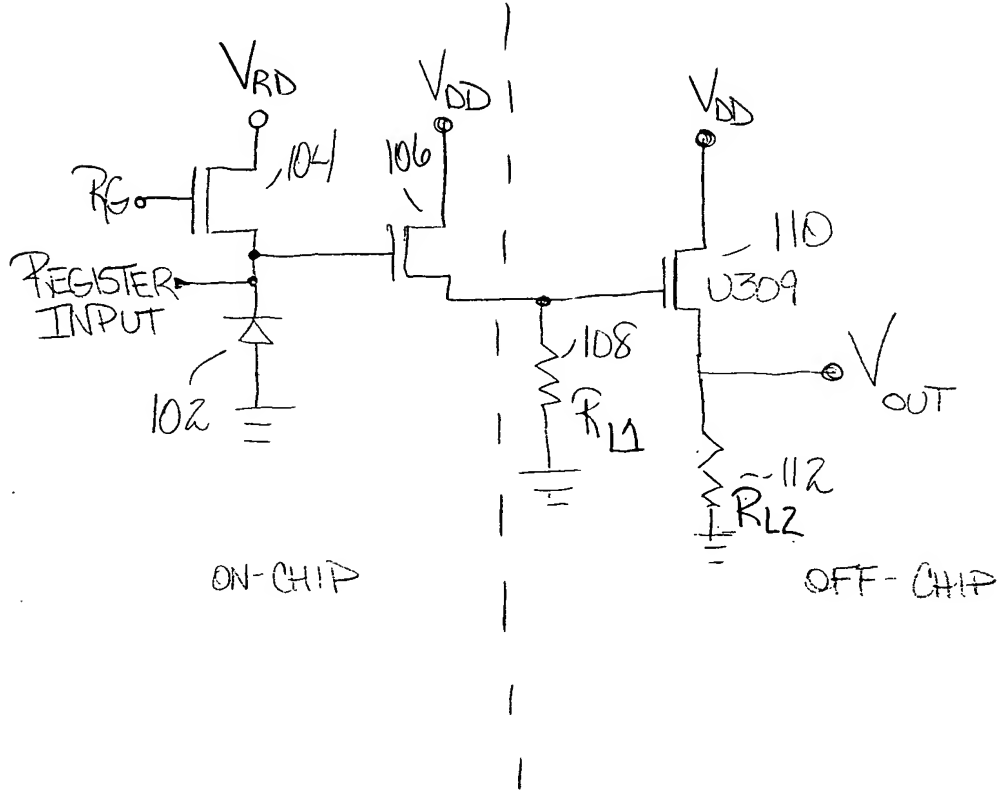 VRD
VDD
VDD
104
106
RG
110
U309
REGISTER
INPUT
108
RL1
VOUT
102
112
RL2
ON-CHIP
OFF-CHIP